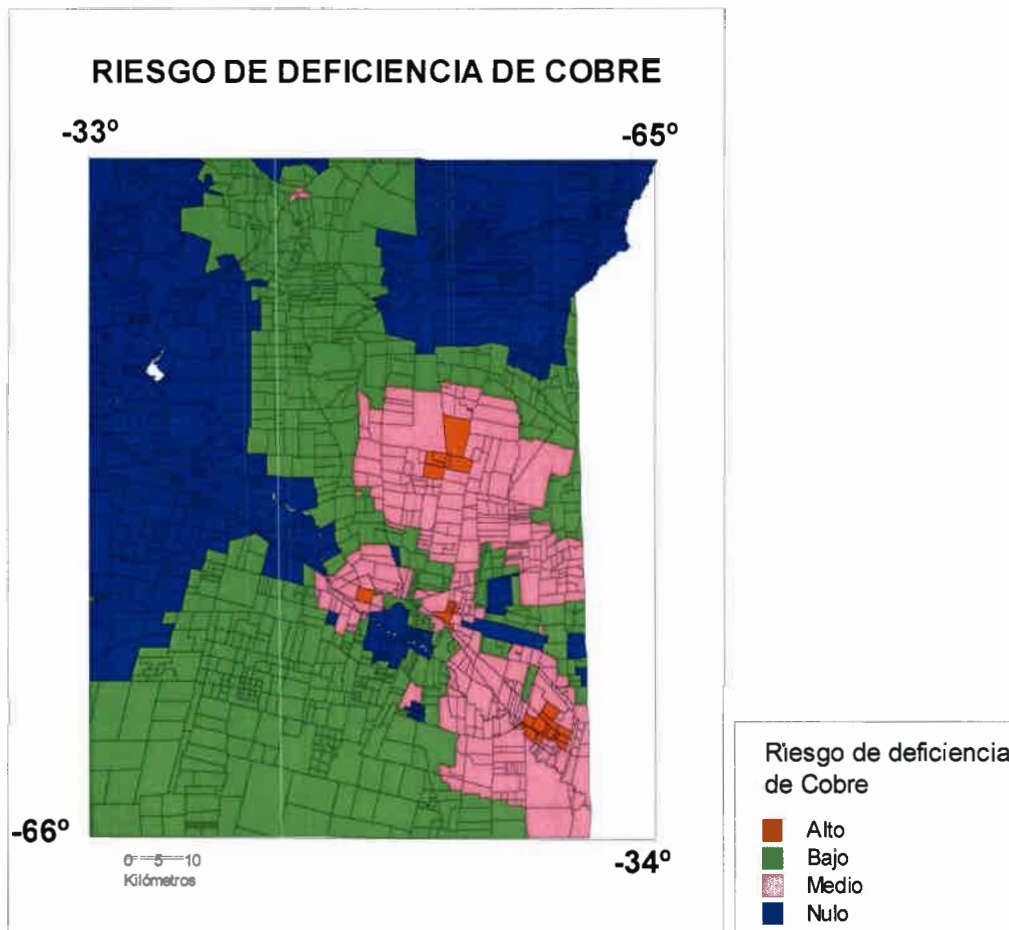 RIESGO DE DEFICIENCIA DE COBRE
-33º -65º
-66º -34º
0 5 10
Kilómetros
Riesgo de deficiencia
de Cobre
Alto
Bajo
Medio
Nulo